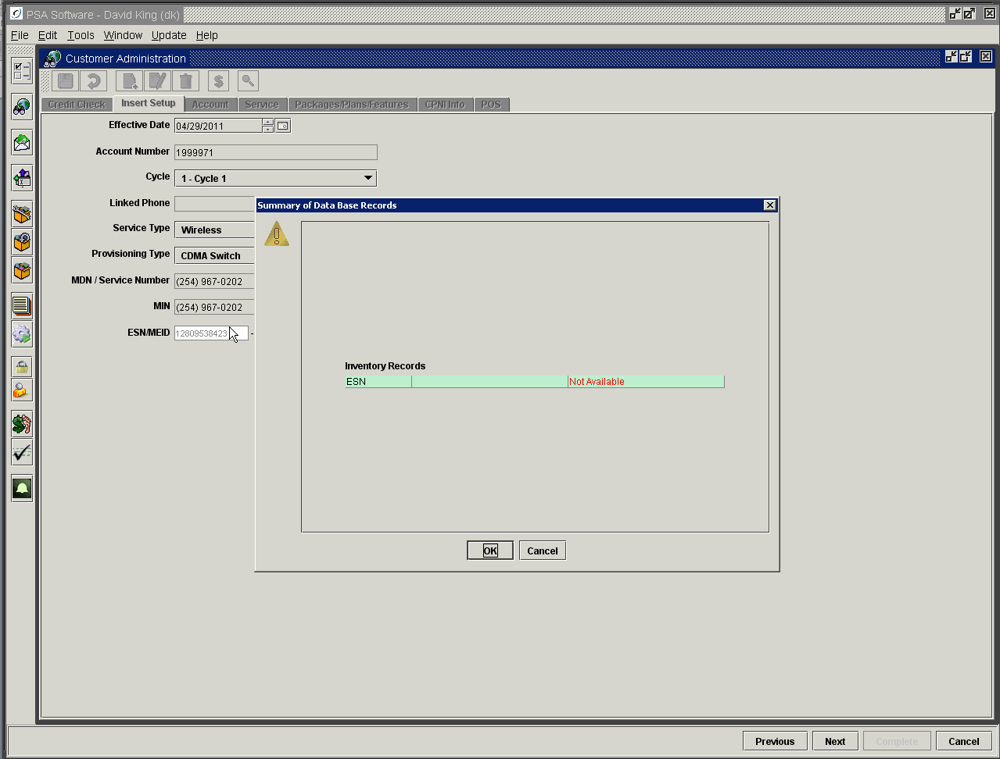 PSA Software - David King (dk)
File Edit Tools Window Update Help
Customer Administration
Credit Check Insert Setup Account Service Packages/Plans/Features CPNI Info POS
Effective Date 04/29/2011
Account Number 1999971
Cycle 1 - Cycle 1
Linked Phone
Summary of Data Base Records
Service Type Wireless
Provisioning Type CDMA Switch
MDN / Service Number (254) 967-0202
MIN (254) 967-0202
ESN/MEID 12809538423 -
Inventory Records
ESN Not Available
OK Cancel
Previous Next Complete Cancel